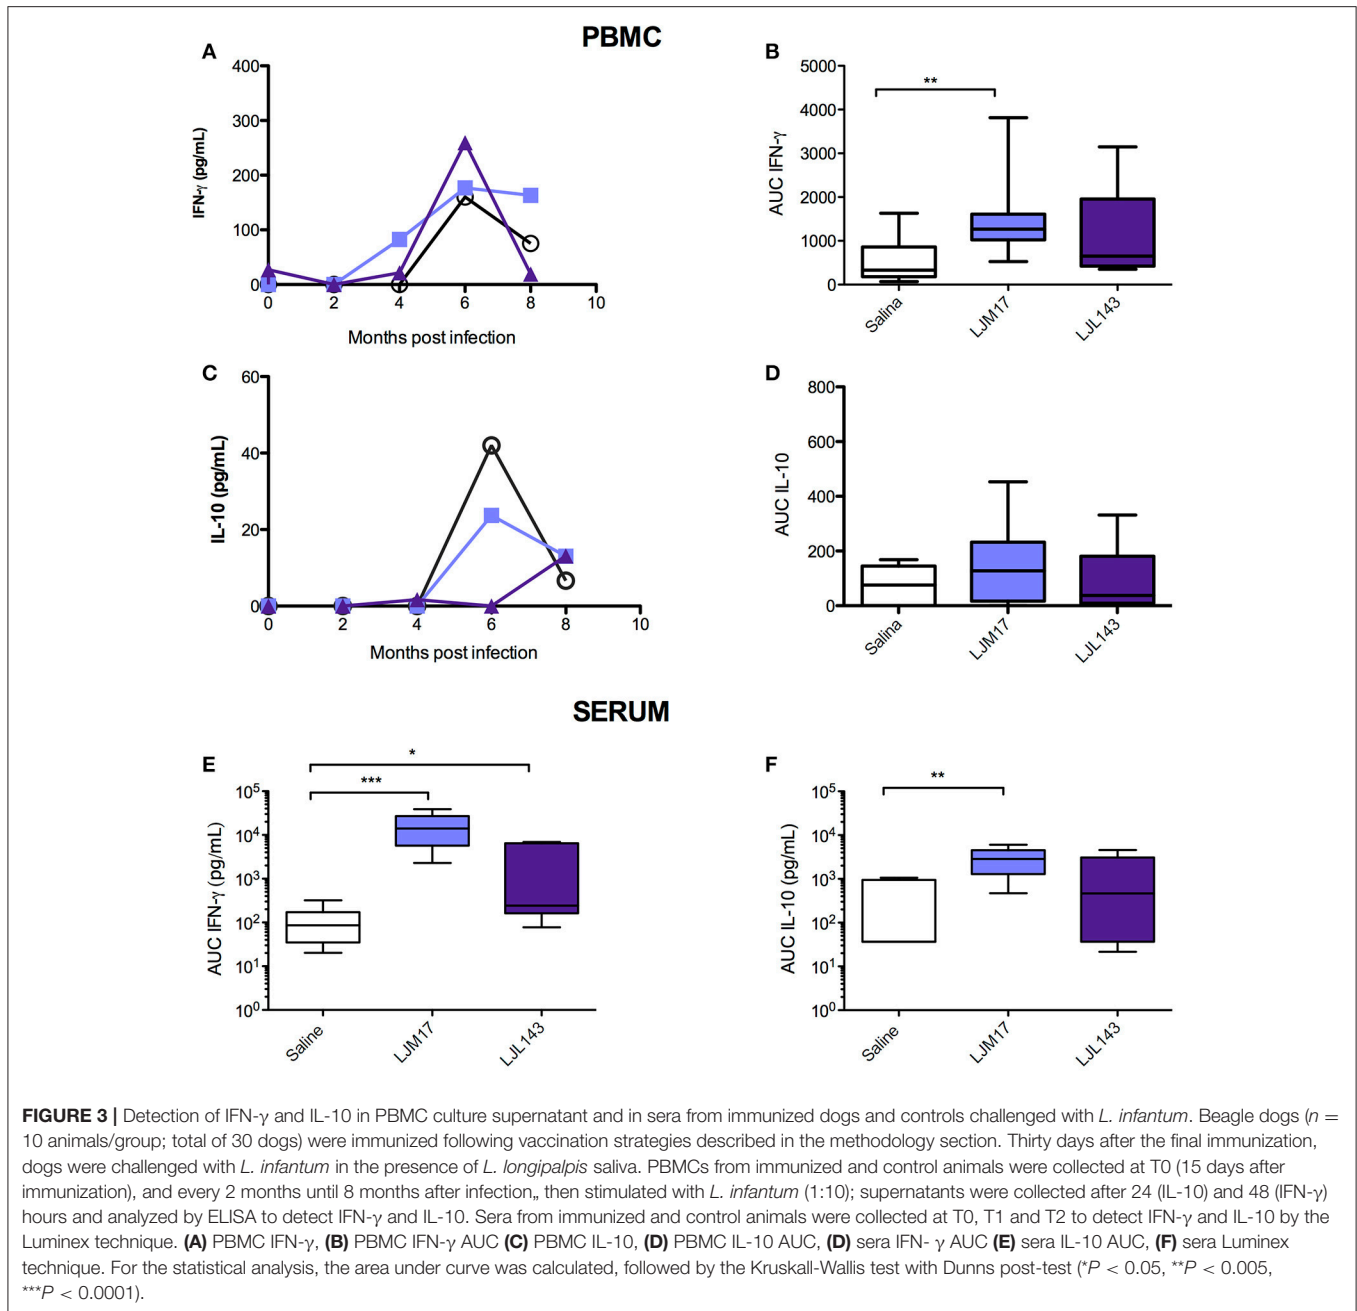 PBMC
A
400
300
200
100
0
IFN-γ (pg/mL)
0 2 4 6 8 10
Months post infection
B
5000
4000
3000
2000
1000
0
AUC IFN-γ
**
Salina LJM17 LJL143
C
60
40
20
0
IL-10 (pg/mL)
0 2 4 6 8 10
Months post infection
D
800
600
400
200
0
AUC IL-10
Salina LJM17 LJL143
SERUM
E
10⁵
10⁴
10³
10²
10¹
10⁰
AUC IFN-γ (pg/mL)
*
***
Saline LJM17 LJL143
F
10⁵
10⁴
10³
10²
10¹
10⁰
AUC IL-10 (pg/mL)
**
Saline LJM17 LJL143
FIGURE 3 | Detection of IFN-γ and IL-10 in PBMC culture supernatant and in sera from immunized dogs and controls challenged with L. infantum. Beagle dogs (n =
10 animals/group; total of 30 dogs) were immunized following vaccination strategies described in the methodology section. Thirty days after the final immunization,
dogs were challenged with L. infantum in the presence of L. longipalpis saliva. PBMCs from immunized and control animals were collected at T0 (15 days after
immunization), and every 2 months until 8 months after infection,, then stimulated with L. infantum (1:10); supernatants were collected after 24 (IL-10) and 48 (IFN-γ)
hours and analyzed by ELISA to detect IFN-γ and IL-10. Sera from immunized and control animals were collected at T0, T1 and T2 to detect IFN-γ and IL-10 by the
Luminex technique. (A) PBMC IFN-γ, (B) PBMC IFN-γ AUC (C) PBMC IL-10, (D) PBMC IL-10 AUC, (D) sera IFN- γ AUC (E) sera IL-10 AUC, (F) sera Luminex
technique. For the statistical analysis, the area under curve was calculated, followed by the Kruskall-Wallis test with Dunns post-test (*P < 0.05, **P < 0.005,
***P < 0.0001).